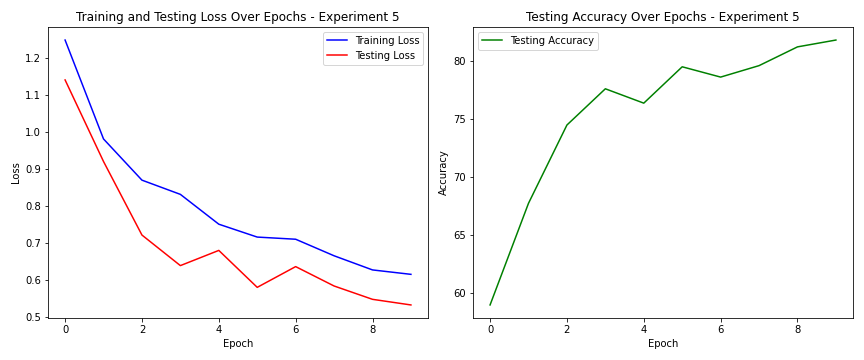 Training and Testing Loss Over Epochs - Experiment 5
Training Loss
Testing Loss
1.2
1.1
1.0
0.9
0.8
0.7
0.6
0.5
Loss
0 2 4 6 8
Epoch
Testing Accuracy Over Epochs - Experiment 5
Testing Accuracy
80
75
70
65
60
Accuracy
0 2 4 6 8
Epoch